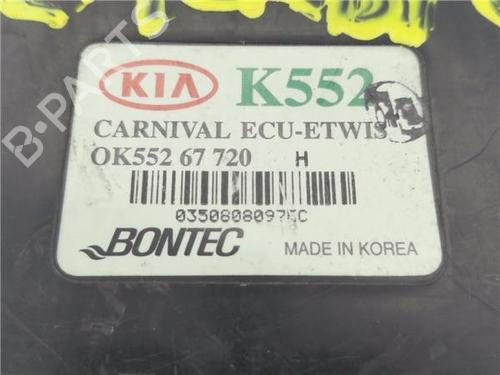 B-PARTS
KIA K552
CARNIVAL ECU-ETWIS
OK552 67 720 H
BONTEC MADE IN KOREA